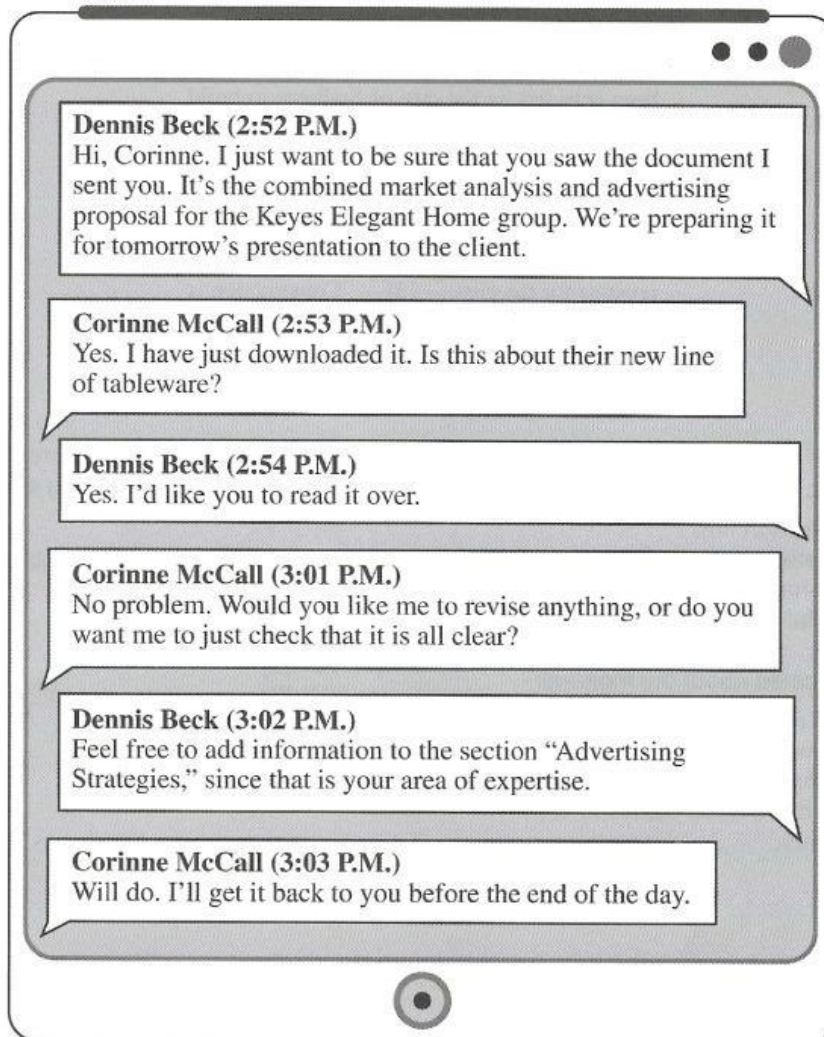 Dennis Beck (2:52 P.M.)
Hi, Corinne. I just want to be sure that you saw the document I
sent you. It’s the combined market analysis and advertising
proposal for the Keyes Elegant Home group. We’re preparing it
for tomorrow’s presentation to the client.
Corinne McCall (2:53 P.M.)
Yes. I have just downloaded it. Is this about their new line
of tableware?
Dennis Beck (2:54 P.M.)
Yes. I’d like you to read it over.
Corinne McCall (3:01 P.M.)
No problem. Would you like me to revise anything, or do you
want me to just check that it is all clear?
Dennis Beck (3:02 P.M.)
Feel free to add information to the section “Advertising
Strategies,” since that is your area of expertise.
Corinne McCall (3:03 P.M.)
Will do. I’ll get it back to you before the end of the day.